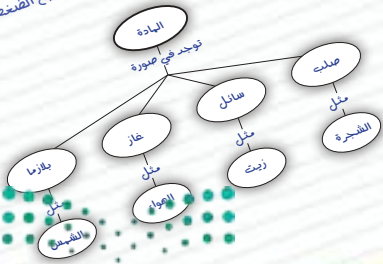 المادة
توجد في صورة
صلب
سائل
غاز
بلازما
مثل
مثل
مثل
مثل
الشجرة
زيت
الهواء
الشمس